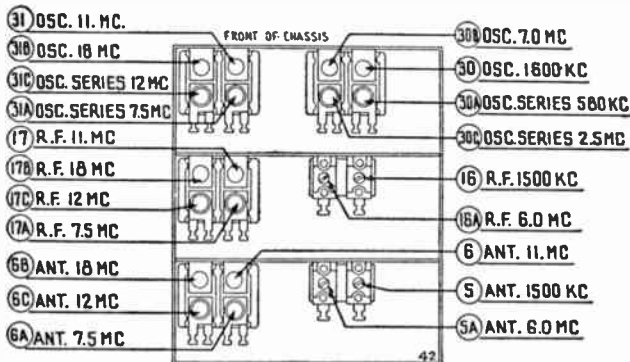 FRONT OF CHASSIS
31 OSC. 11. MC.
31B OSC. 18 MC
31C OSC. SERIES 12 MC
31A OSC. SERIES 7.5 MC
17 R.F. 11. MC
17B R.F. 18 MC
17C R.F. 12 MC
17A R.F. 7.5 MC
6B ANT. 18 MC
6C ANT. 12 MC
6A ANT. 7.5 MC
30B OSC. 7.0 MC
30 OSC. 1600 KC
30A OSC. SERIES 580 KC
30C OSC. SERIES 2.5 MC
16 R.F. 1500 KC
16A R.F. 6.0 MC
6 ANT. 11. MC
5 ANT. 1500 KC
5A ANT. 6.0 MC
42